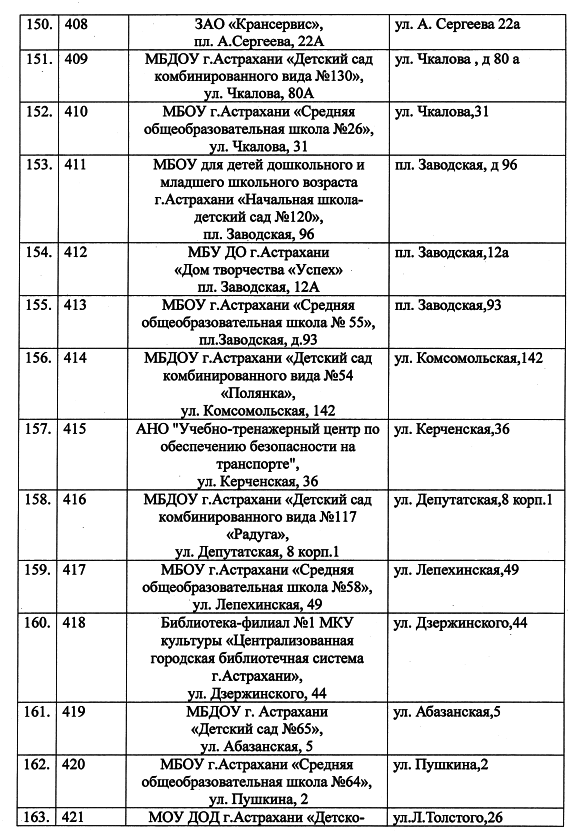 150. 408 ЗАО «Крансервис», ул. А. Сергеева 22а
пл. А.Сергеева, 22А
151. 409 МБДОУ г.Астрахани «Детский сад ул. Чкалова , д 80 а
комбинированного вида №130»,
ул. Чкалова, 80А
152. 410 МБОУ г.Астрахани «Средняя ул. Чкалова,31
общеобразовательная школа №26»,
ул. Чкалова, 31
153. 411 МБОУ для детей дошкольного и пл. Заводская, д 96
младшего школьного возраста
г.Астрахани «Начальная школа-
детский сад №120»,
пл. Заводская, 96
154. 412 МБУ ДО г.Астрахани пл. Заводская,12а
«Дом творчества «Успех»
пл. Заводская, 12А
155. 413 МБОУ г.Астрахани «Средняя пл. Заводская,93
общеобразовательная школа № 55»,
пл.Заводская, д.93
156. 414 МБДОУ г.Астрахани «Детский сад ул. Комсомольская,142
комбинированного вида №54
«Полянка»,
ул. Комсомольская, 142
157. 415 АНО "Учебно-тренажерный центр по ул. Керченская,36
обеспечению безопасности на
транспорте",
ул. Керченская, 36
158. 416 МБДОУ г.Астрахани «Детский сад ул. Депутатская,8 корп.1
комбинированного вида №117
«Радуга»,
ул. Депутатская, 8 корп.1
159. 417 МБОУ г.Астрахани «Средняя ул. Лепехинская,49
общеобразовательная школа №58»,
ул. Лепехинская, 49
160. 418 Библиотека-филиал №1 МКУ ул. Дзержинского,44
культуры «Централизованная
городская библиотечная система
г.Астрахани»,
ул. Дзержинского, 44
161. 419 МБДОУ г. Астрахани ул. Абазанская,5
«Детский сад №65»,
ул. Абазанская, 5
162. 420 МБОУ г.Астрахани «Средняя ул. Пушкина,2
общеобразовательная школа №64»,
ул. Пушкина, 2
163. 421 МОУ ДОД г.Астрахани «Детско- ул.Л.Толстого,26